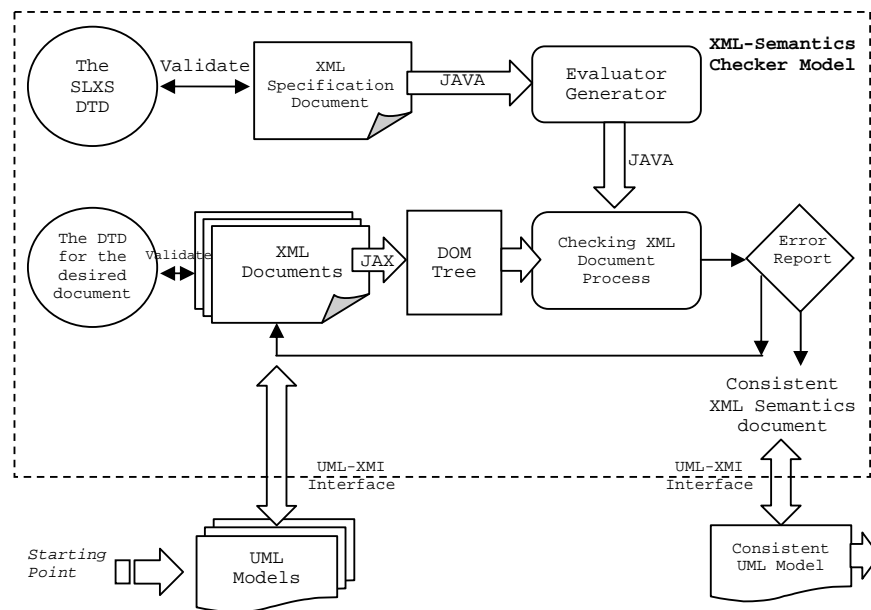 XML-Semantics
Checker Model
The
SLXS
DTD
Validate
XML
Specification
Document
JAVA
Evaluator
Generator
JAVA
The DTD
for the
desired
document
Validate
XML
Documents
JAX
DOM
Tree
Checking XML
Document
Process
Error
Report
Consistent
XML Semantics
document
UML-XMI
Interface
UML-XMI
Interface
Starting
Point
UML
Models
Consistent
UML Model